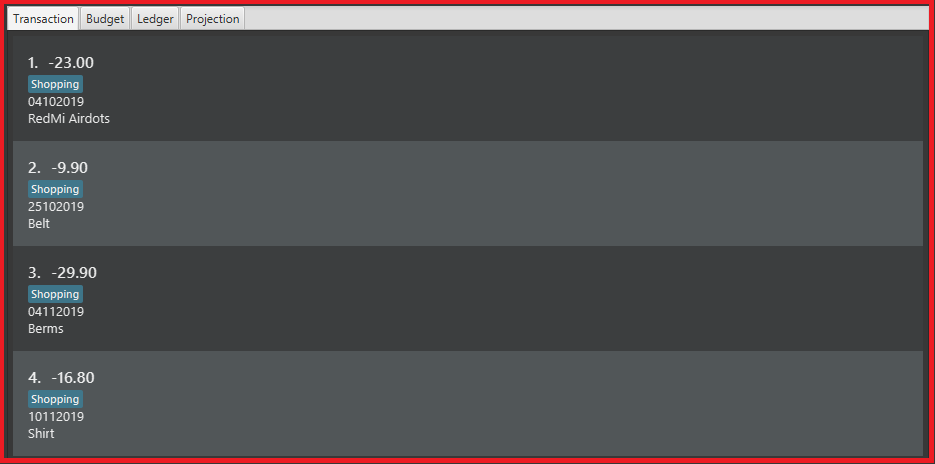 Transaction Budget Ledger Projection
1. -23.00
Shopping
04102019
RedMi Airdots
2. -9.90
Shopping
25102019
Belt
3. -29.90
Shopping
04112019
Berms
4. -16.80
Shopping
10112019
Shirt